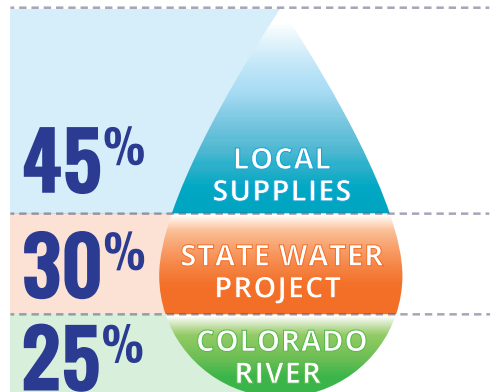 45%
LOCAL
SUPPLIES
30%
STATE WATER
PROJECT
25%
COLORADO
RIVER